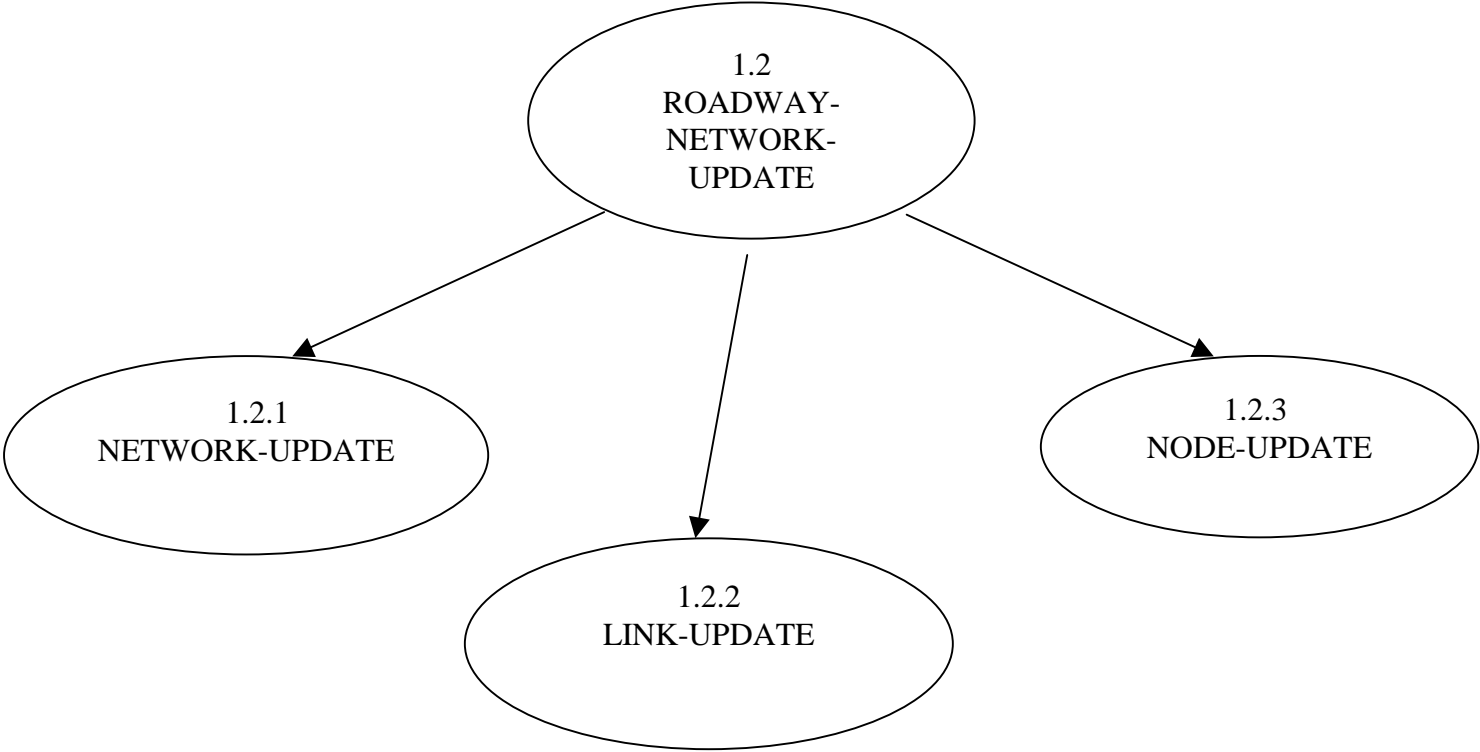 1.2
ROADWAY-
NETWORK-
UPDATE
1.2.1
NETWORK-UPDATE
1.2.3
NODE-UPDATE
1.2.2
LINK-UPDATE